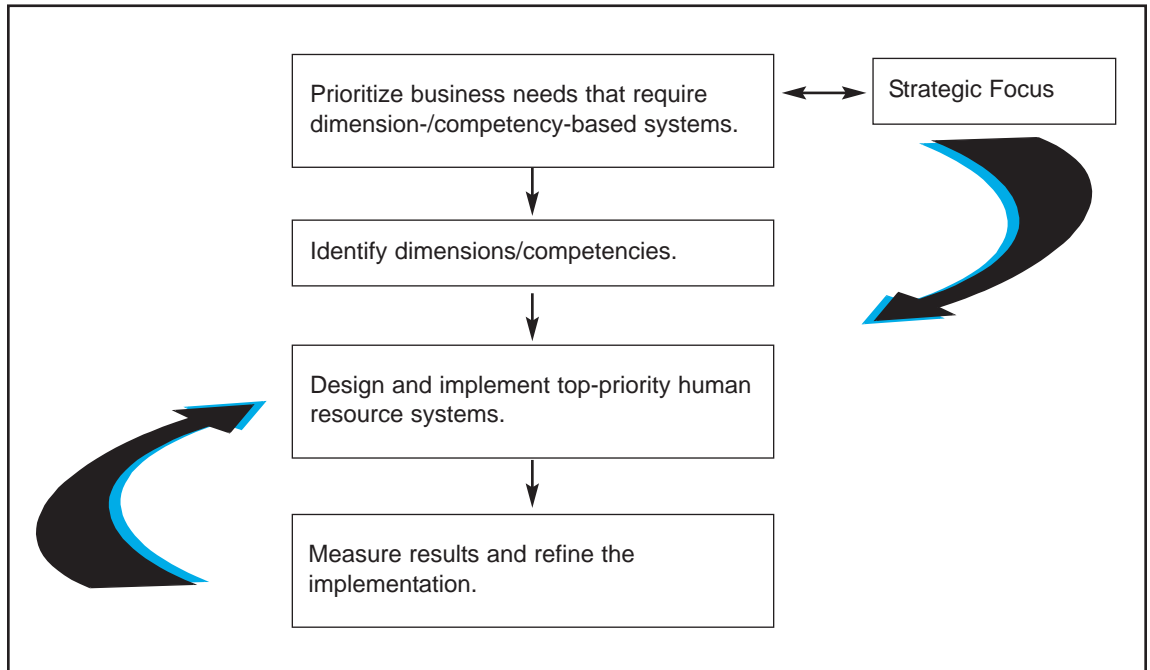 Prioritize business needs that require
dimension-/competency-based systems.
Strategic Focus
Identify dimensions/competencies.
Design and implement top-priority human
resource systems.
Measure results and refine the
implementation.